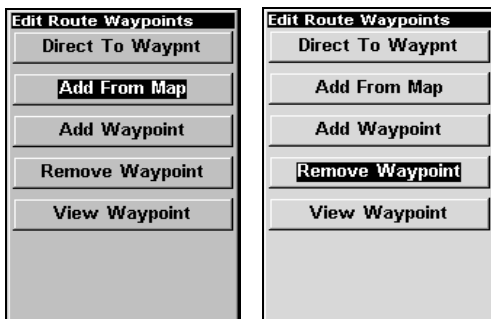 Edit Route Waypoints
Direct To Waypnt
Add From Map
Add Waypoint
Remove Waypoint
View Waypoint
Edit Route Waypoints
Direct To Waypnt
Add From Map
Add Waypoint
Remove Waypoint
View Waypoint